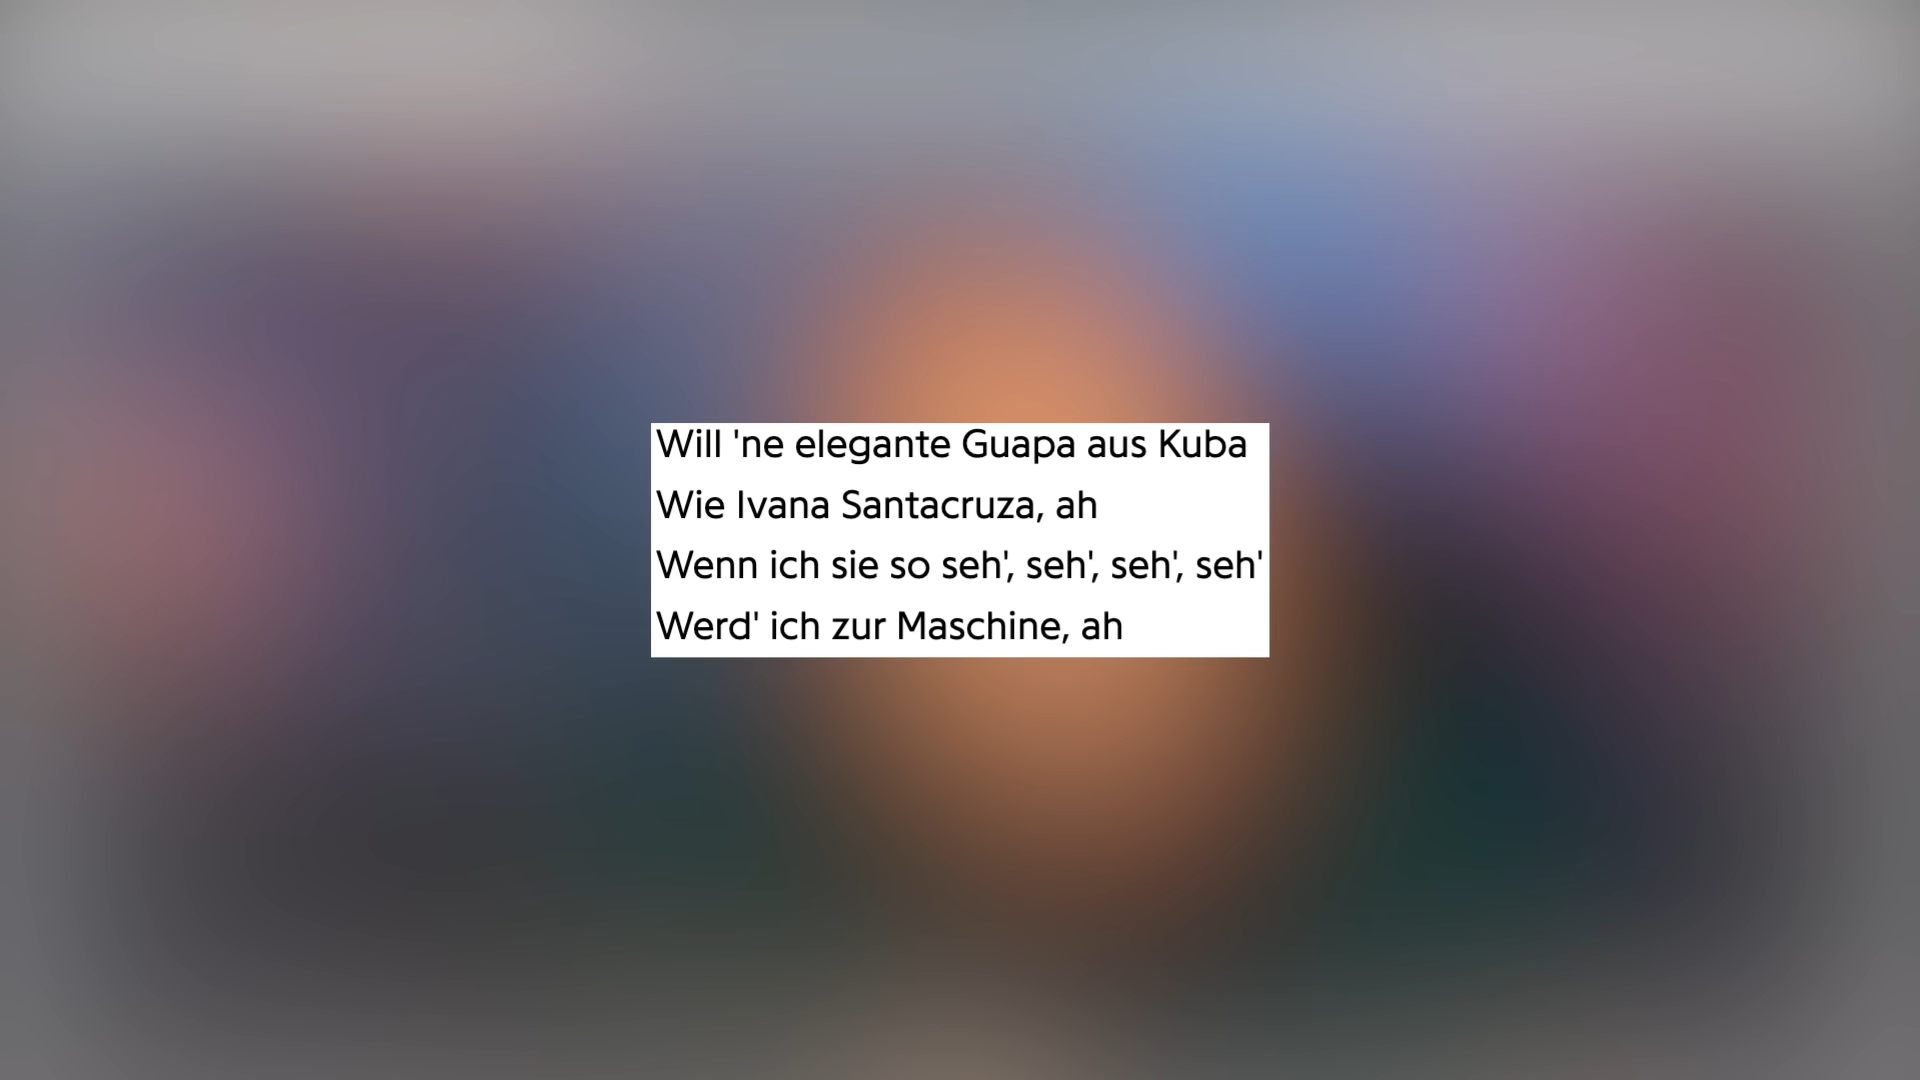 Will 'ne elegante Guapa aus Kuba
Wie Ivana Santacruza, ah
Wenn ich sie so seh', seh', seh', seh'
Werd' ich zur Maschine, ah